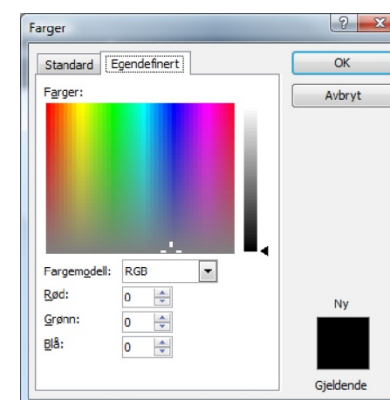 Farger
Standard
Egendefinert
OK
Avbryt
Farger:
Fargemodell: RGB
Rød: 0
Grønn: 0
Blå: 0
Ny
Gjeldende